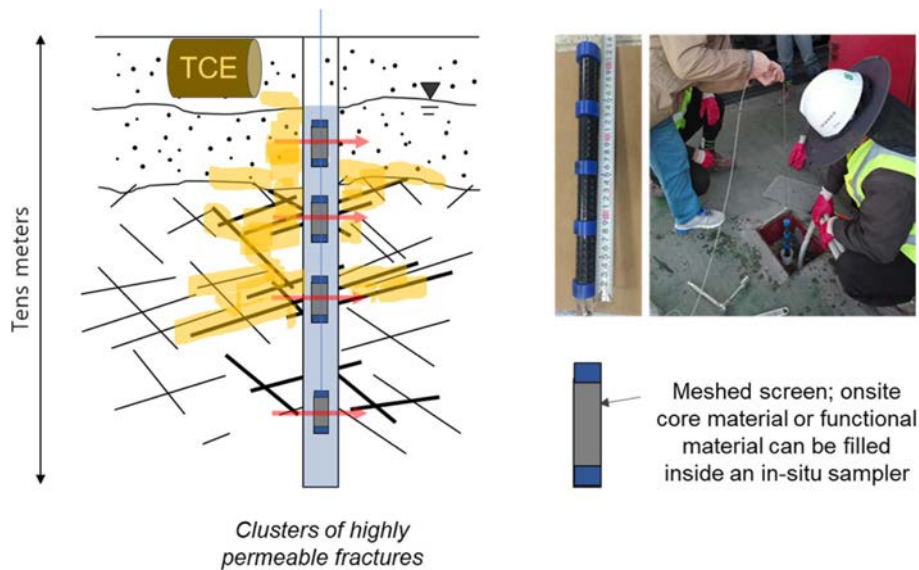 TCE
Tens meters
Clusters of highly
permeable fractures
Meshed screen; onsite
core material or functional
material can be filled
inside an in-situ sampler